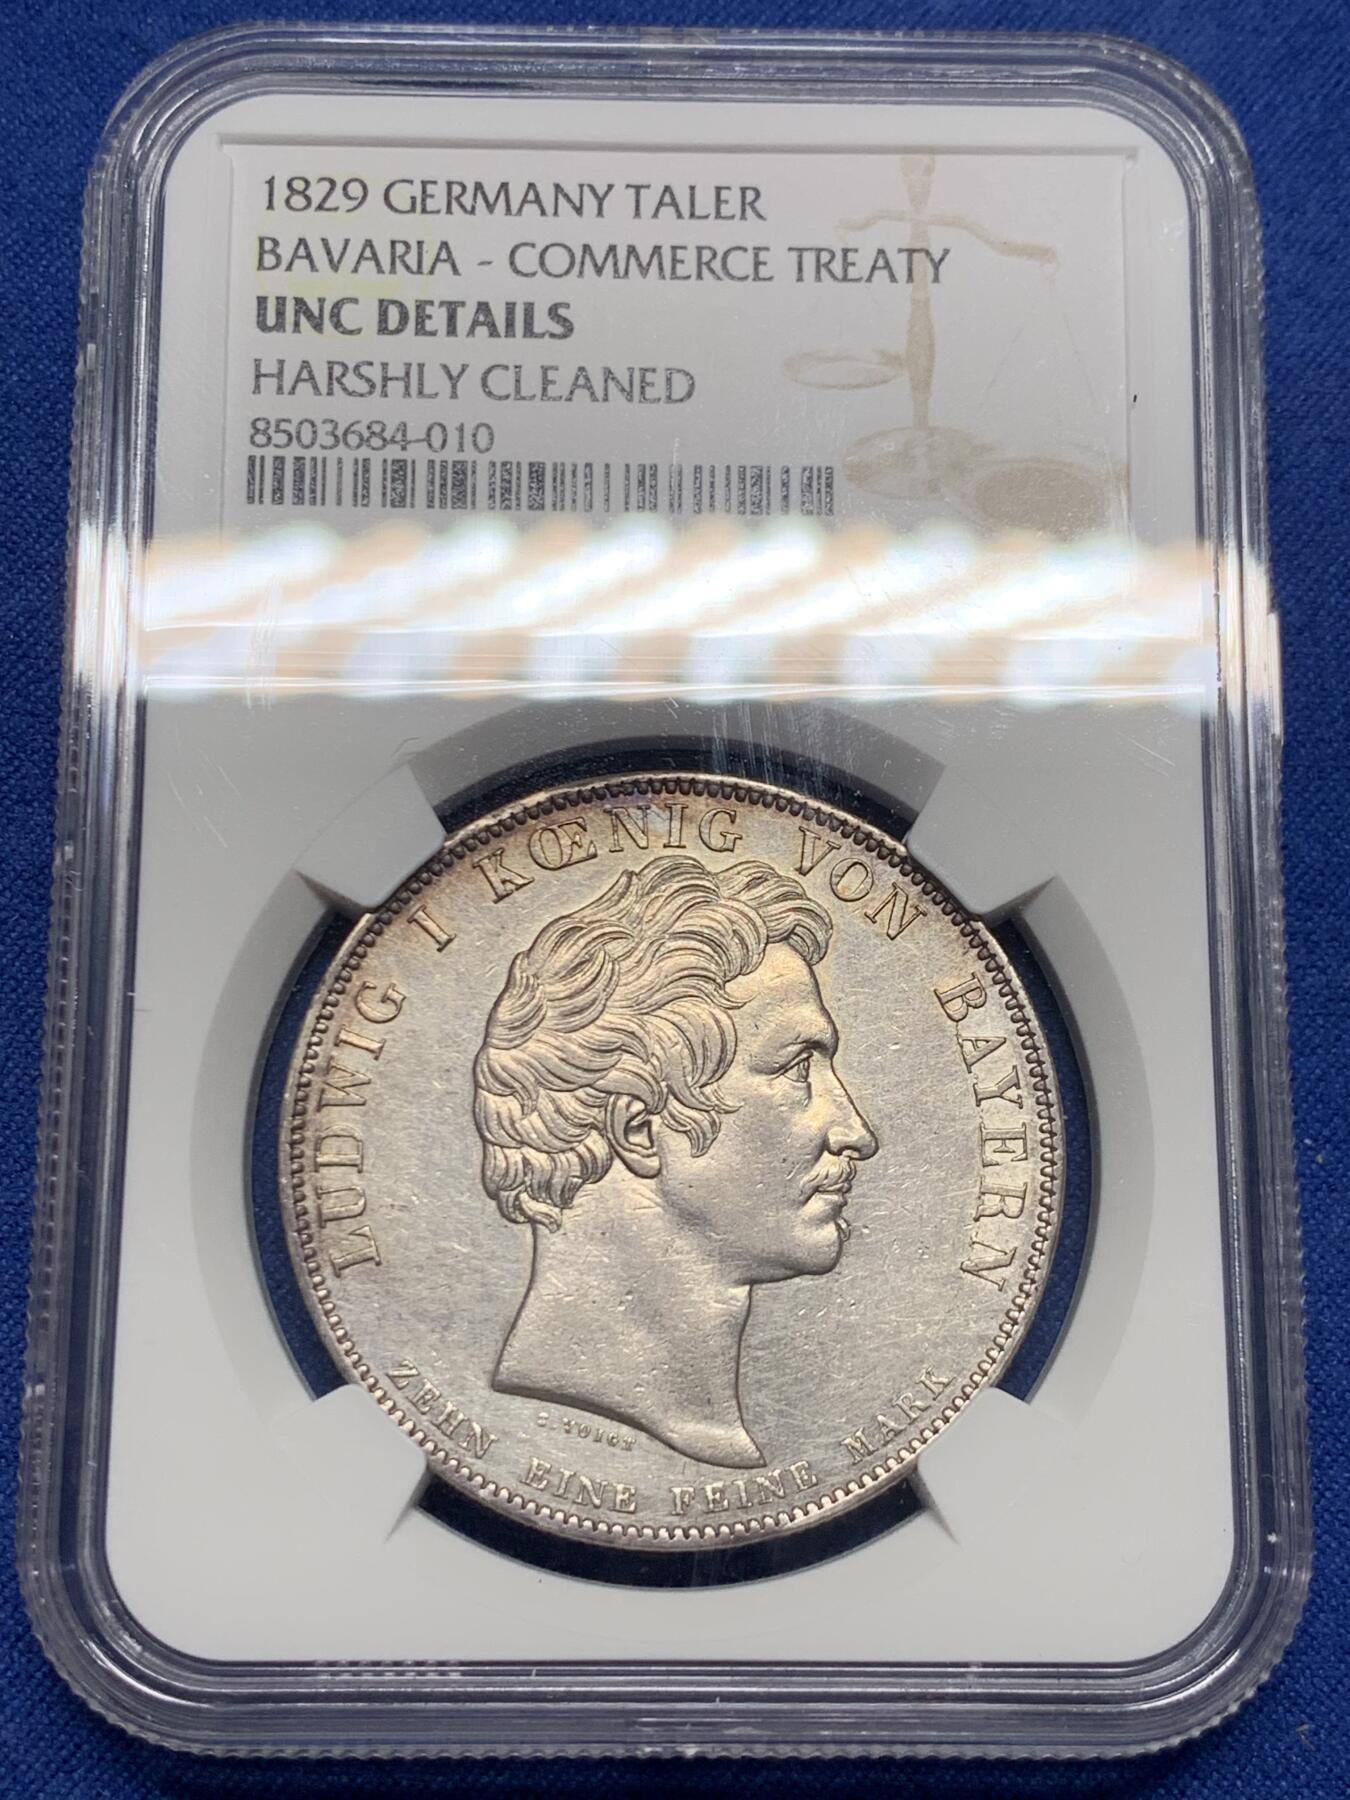 1829 GERMANY TALER
BAVARIA - COMMERCE TREATY
UNC DETAILS
HARSHLY CLEANED
8503684-010
LUDWIG I KŒNIG VON BAYERN
C. VOIGT
ZEHN EINE FEINE MARK